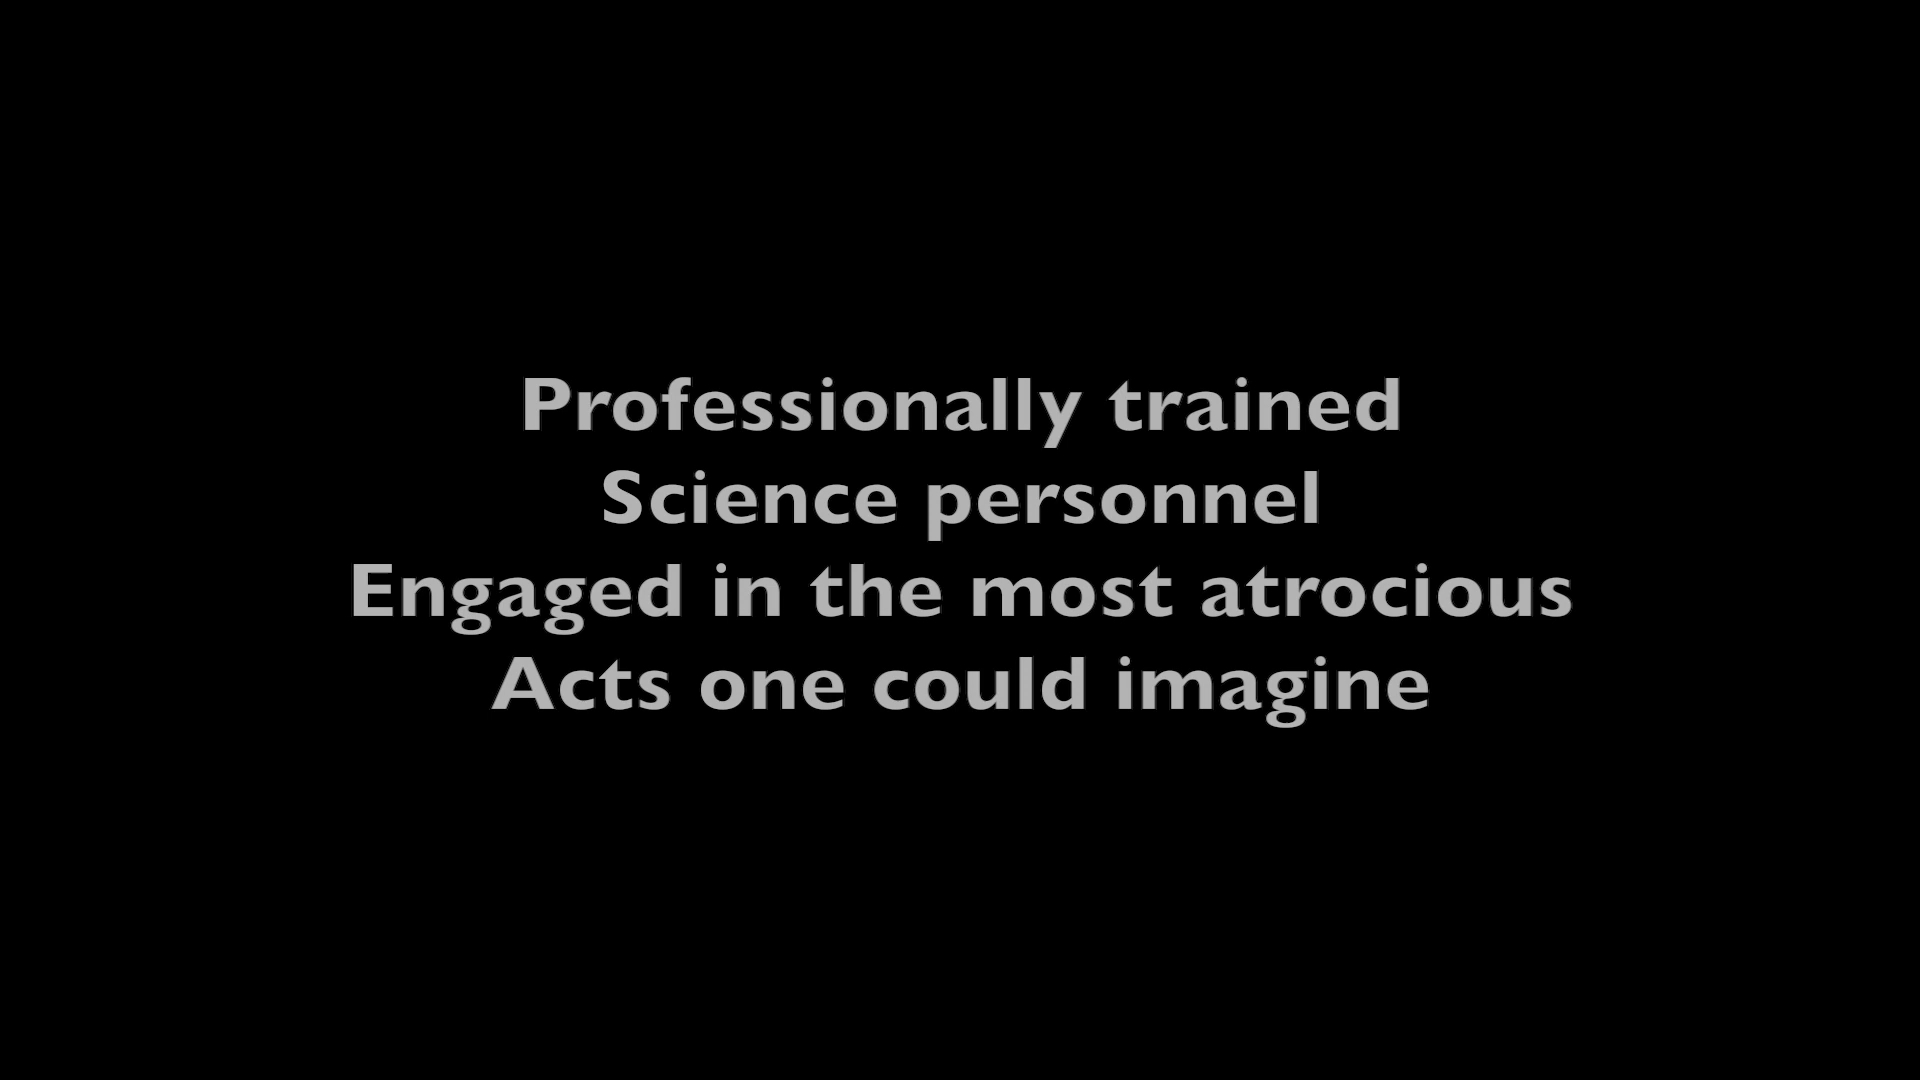 Professionally trained
Science personnel
Engaged in the most atrocious
Acts one could imagine